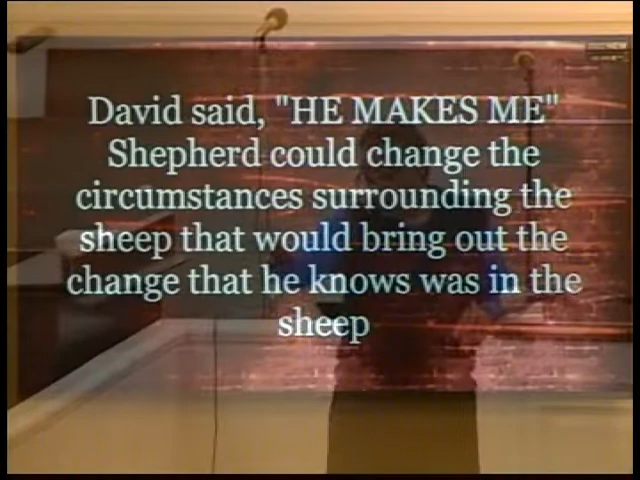 David said, "HE MAKES ME"
Shepherd could change the
circumstances surrounding the
sheep that would bring out the
change that he knows was in the
sheep